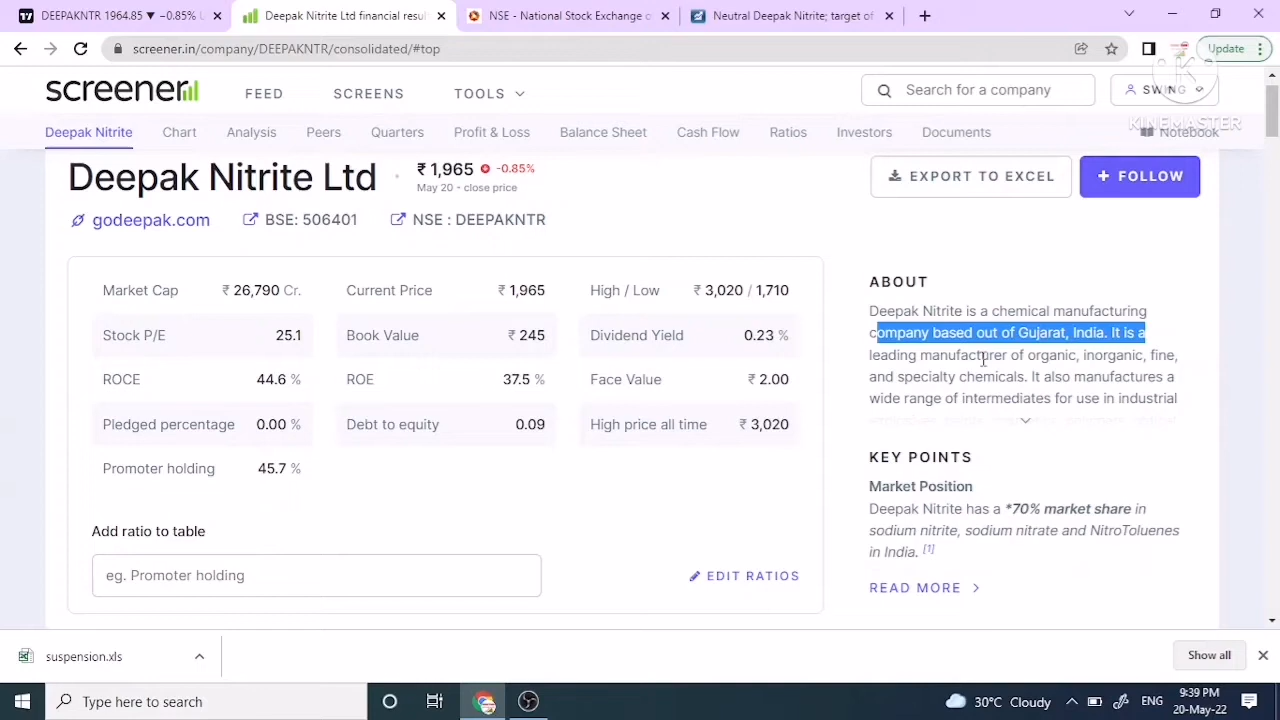 DEEPAKNTR 1964.85 ▼ −0.85% U
Deepak Nitrite Ltd financial resul
NSE - National Stock Exchange o
Neutral Deepak Nitrite; target of
screener.in/company/DEEPAKNTR/consolidated/#top
Update
screener
FEED
SCREENS
TOOLS
Search for a company
SWING
KINEMASTER
Deepak Nitrite
Chart
Analysis
Peers
Quarters
Profit & Loss
Balance Sheet
Cash Flow
Ratios
Investors
Documents
Notebook
Deepak Nitrite Ltd
₹ 1,965 -0.85%
May 20 - close price
EXPORT TO EXCEL
+ FOLLOW
godeepak.com
BSE: 506401
NSE : DEEPAKNTR
Market Cap ₹ 26,790 Cr.
Current Price ₹ 1,965
High / Low ₹ 3,020 / 1,710
Stock P/E 25.1
Book Value ₹ 245
Dividend Yield 0.23 %
ROCE 44.6 %
ROE 37.5 %
Face Value ₹ 2.00
Pledged percentage 0.00 %
Debt to equity 0.09
High price all time ₹ 3,020
Promoter holding 45.7 %
Add ratio to table
eg. Promoter holding
EDIT RATIOS
ABOUT
Deepak Nitrite is a chemical manufacturing
company based out of Gujarat, India. It is a
leading manufacturer of organic, inorganic, fine,
and specialty chemicals. It also manufactures a
wide range of intermediates for use in industrial
KEY POINTS
Market Position
Deepak Nitrite has a *70% market share in
sodium nitrite, sodium nitrate and NitroToluenes
in India. [1]
READ MORE
suspension.xls
Show all
Type here to search
30°C Cloudy
ENG
9:39 PM
20-May-22